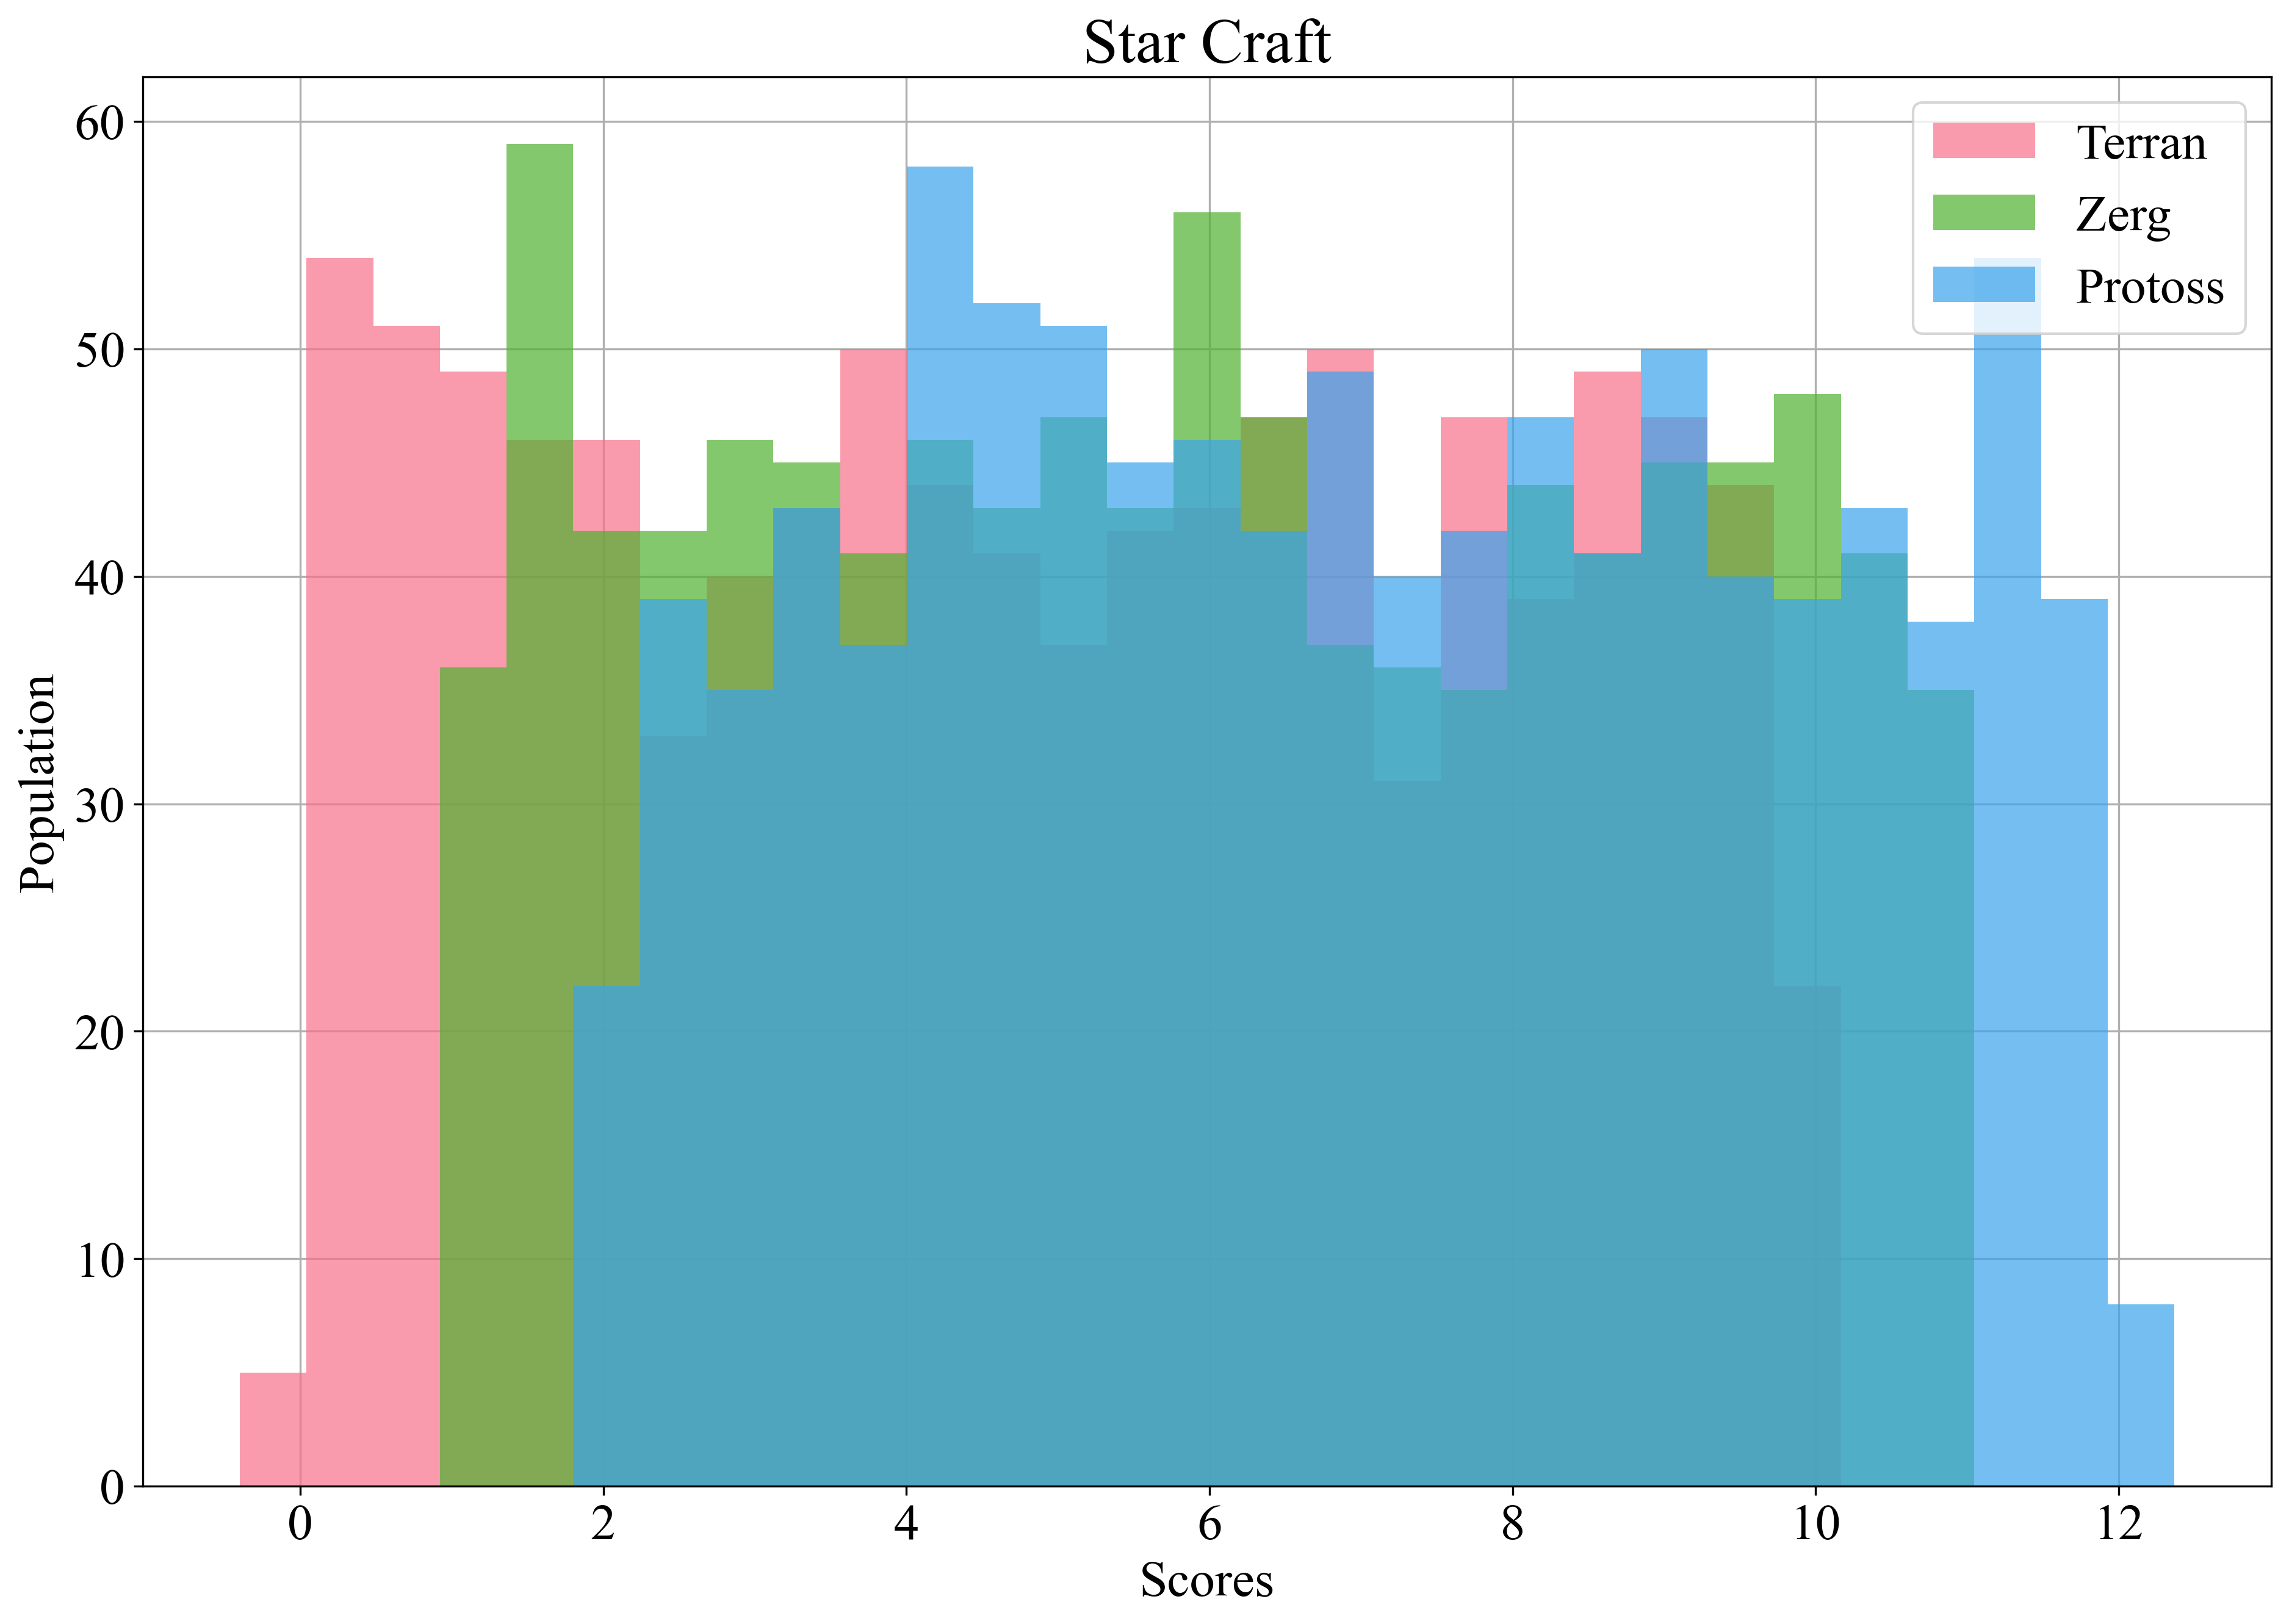 Star Craft
60
50
40
30
20
10
0
Population
0 2 4 6 8 10 12
Scores
Terran
Zerg
Protoss